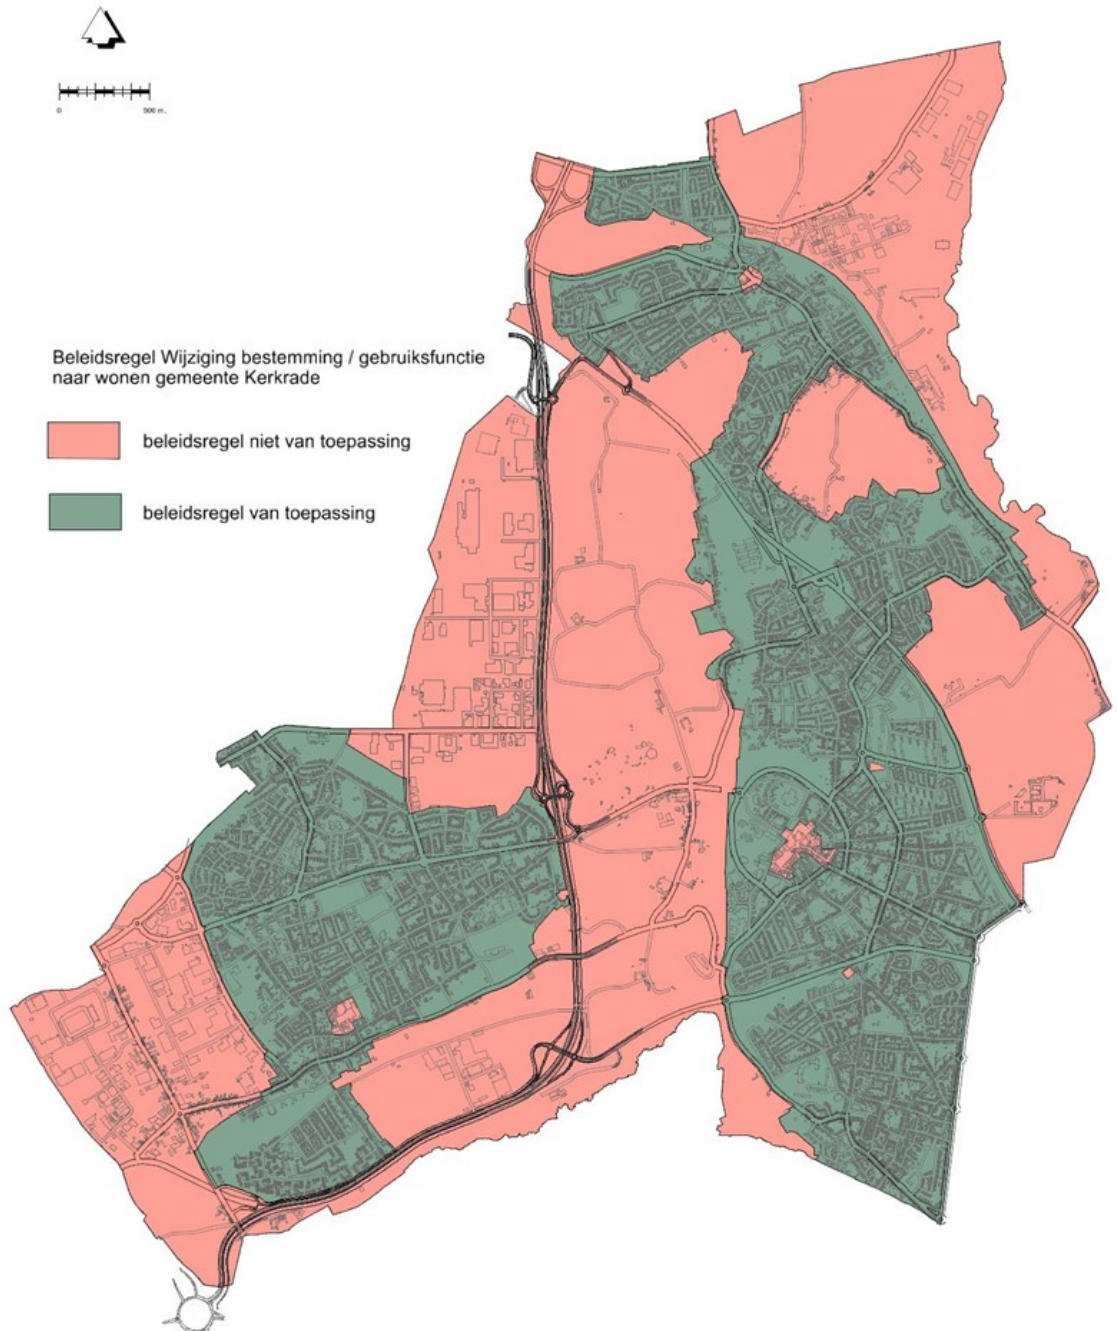 0 500 m.
Beleidsregel Wijziging bestemming / gebruiksfunctie
naar wonen gemeente Kerkrade
beleidsregel niet van toepassing
beleidsregel van toepassing